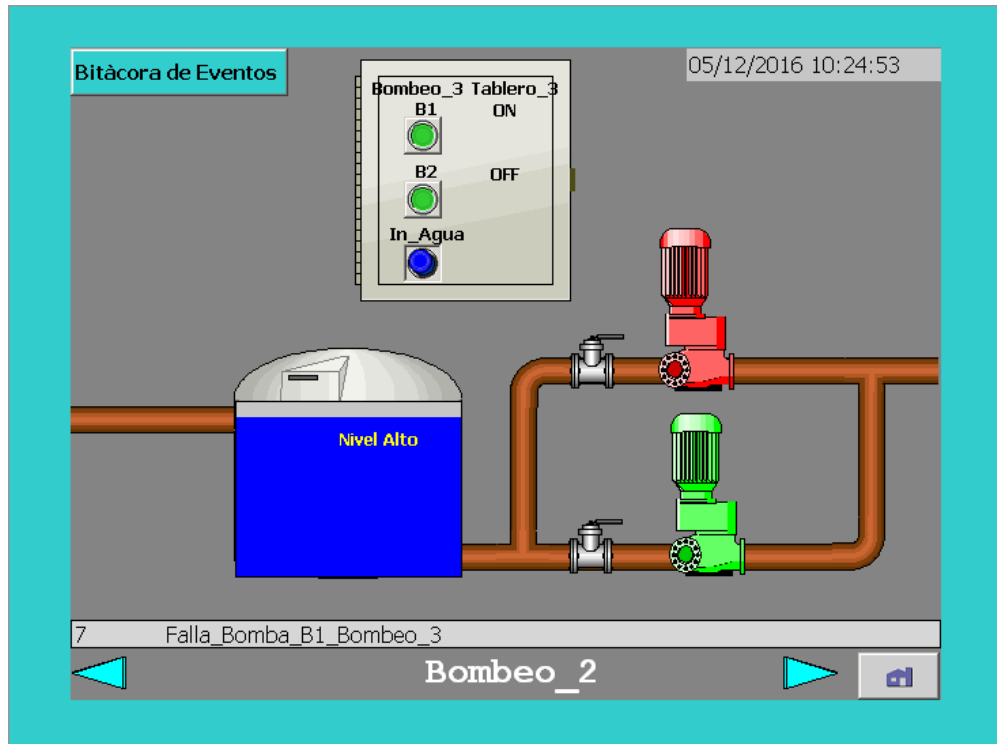 Bitàcora de Eventos
05/12/2016 10:24:53
Bombeo_3 Tablero_3
B1 ON
B2 OFF
In_Agua
Nivel Alto
7 Falla_Bomba_B1_Bombeo_3
Bombeo_2